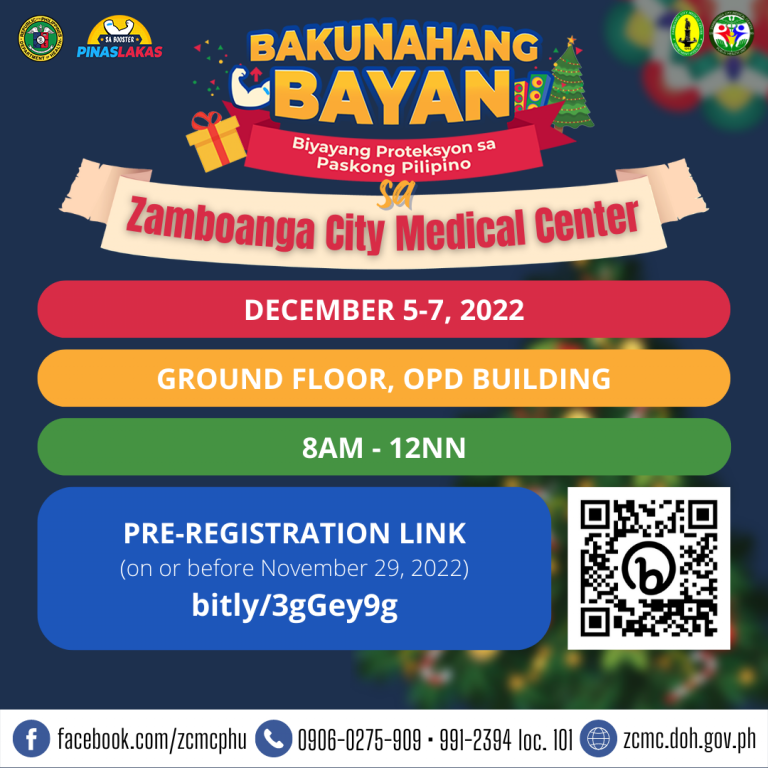 SA BOOSTER
PINASLAKAS
BAKUNAHANG
BAYAN
Biyayang Proteksyon sa
Paskong Pilipino
sa
Zamboanga City Medical Center
DECEMBER 5-7, 2022
GROUND FLOOR, OPD BUILDING
8AM - 12NN
PRE-REGISTRATION LINK
(on or before November 29, 2022)
bitly/3gGey9g
facebook.com/zcmcphu
0906-0275-909 • 991-2394 loc. 101
zcmc.doh.gov.ph